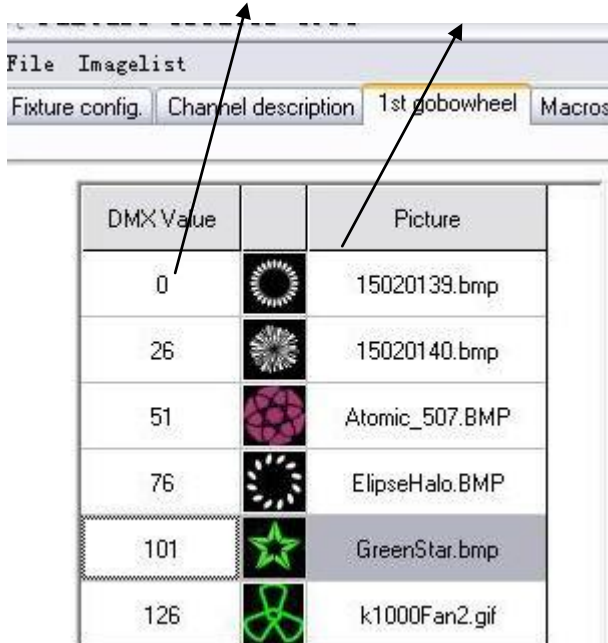 File Imagelist
Fixture config. Channel description 1st gobowheel Macros
DMX Value Picture
0 15020139.bmp
26 15020140.bmp
51 Atomic_507.BMP
76 ElipseHalo.BMP
101 GreenStar.bmp
126 k1000Fan2.gif